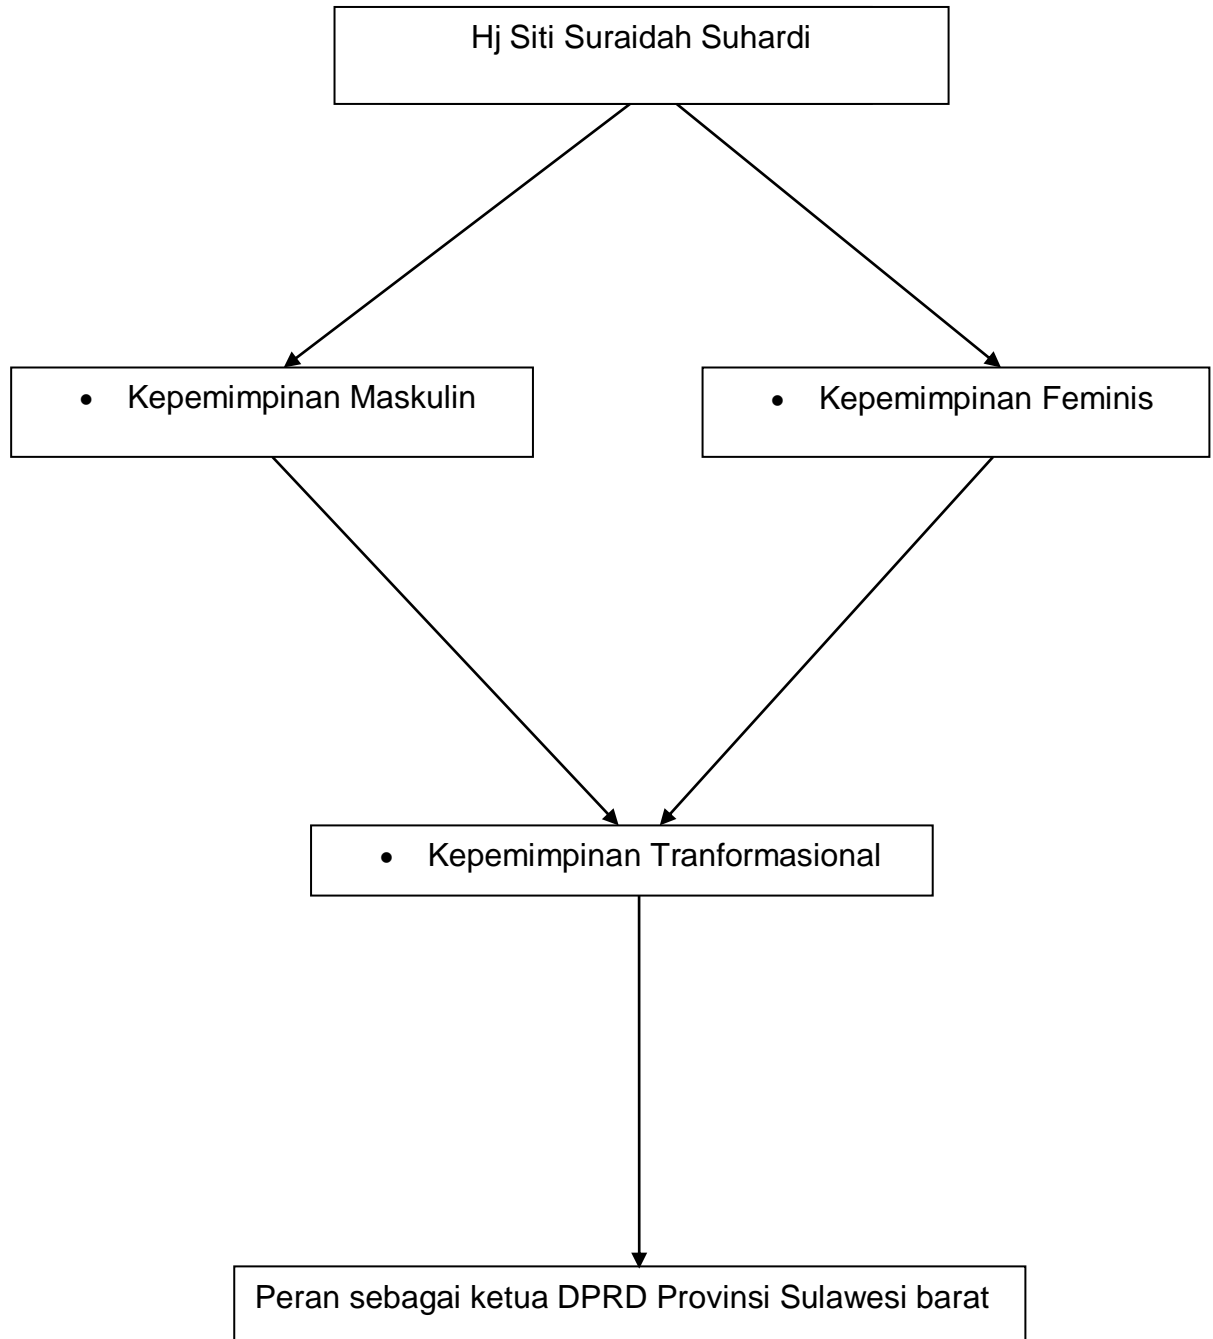 Hj Siti Suraidah Suhardi
• Kepemimpinan Maskulin
• Kepemimpinan Feminis
• Kepemimpinan Tranformasional
Peran sebagai ketua DPRD Provinsi Sulawesi barat